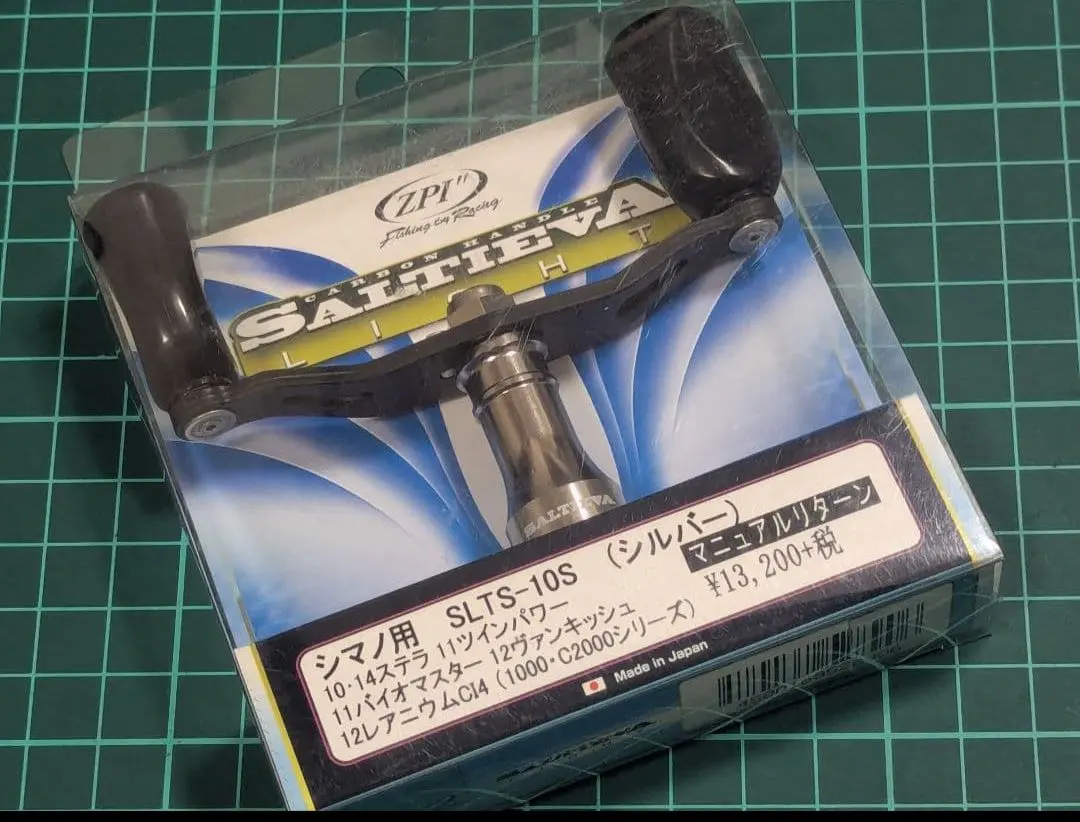 ZPI
Fishing by Racing
CARBON HANDLE
SALTIEVA
LIGHT
SALTIEVA
シマノ用 SLTS-10S (シルバー)
マニュアルリターン
¥13,200+税
10・14ステラ 11ツインパワー
11バイオマスター 12ヴァンキッシュ
12レアニウムCI4 (1000・C2000シリーズ)
Made in Japan
SALTIEVA